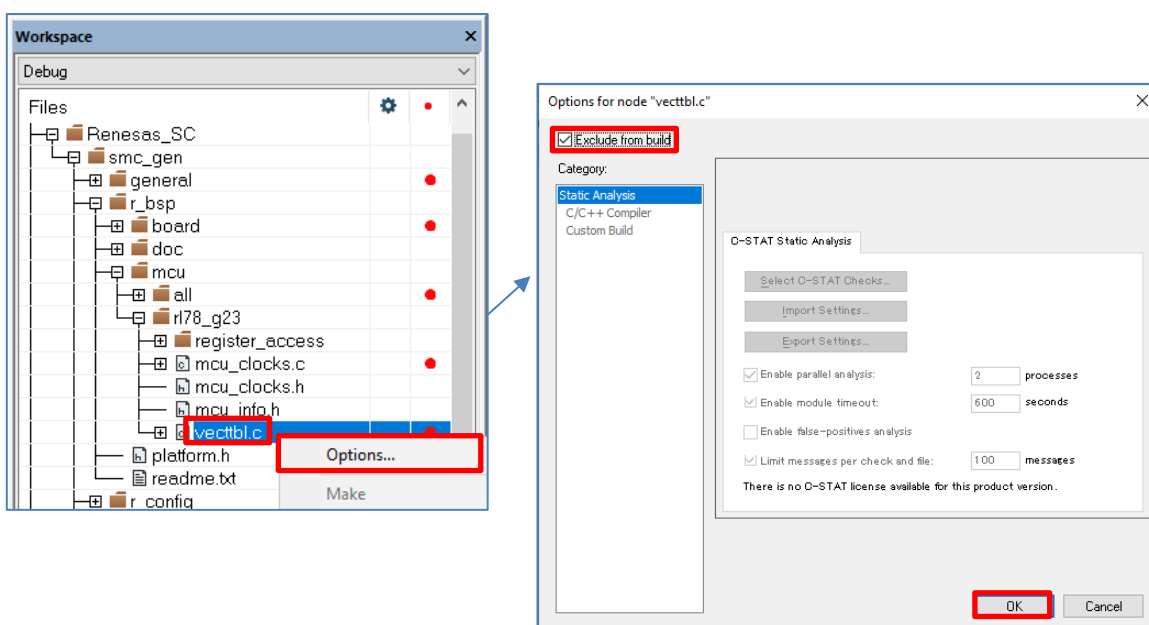 Workspace
Debug
Files
Renesas_SC
smc_gen
general
r_bsp
board
doc
mcu
all
rl78_g23
register_access
mcu_clocks.c
mcu_clocks.h
mcu_info.h
vecttbl.c
platform.h
readme.txt
r_config
Options...
Make
Options for node "vecttbl.c"
Exclude from build
Category:
Static Analysis
C/C++ Compiler
Custom Build
C-STAT Static Analysis
Select C-STAT Checks...
Import Settings...
Export Settings...
Enable parallel analysis: 2 processes
Enable module timeout: 600 seconds
Enable false-positives analysis
Limit messages per check and file: 100 messages
There is no C-STAT license available for this product version.
OK Cancel